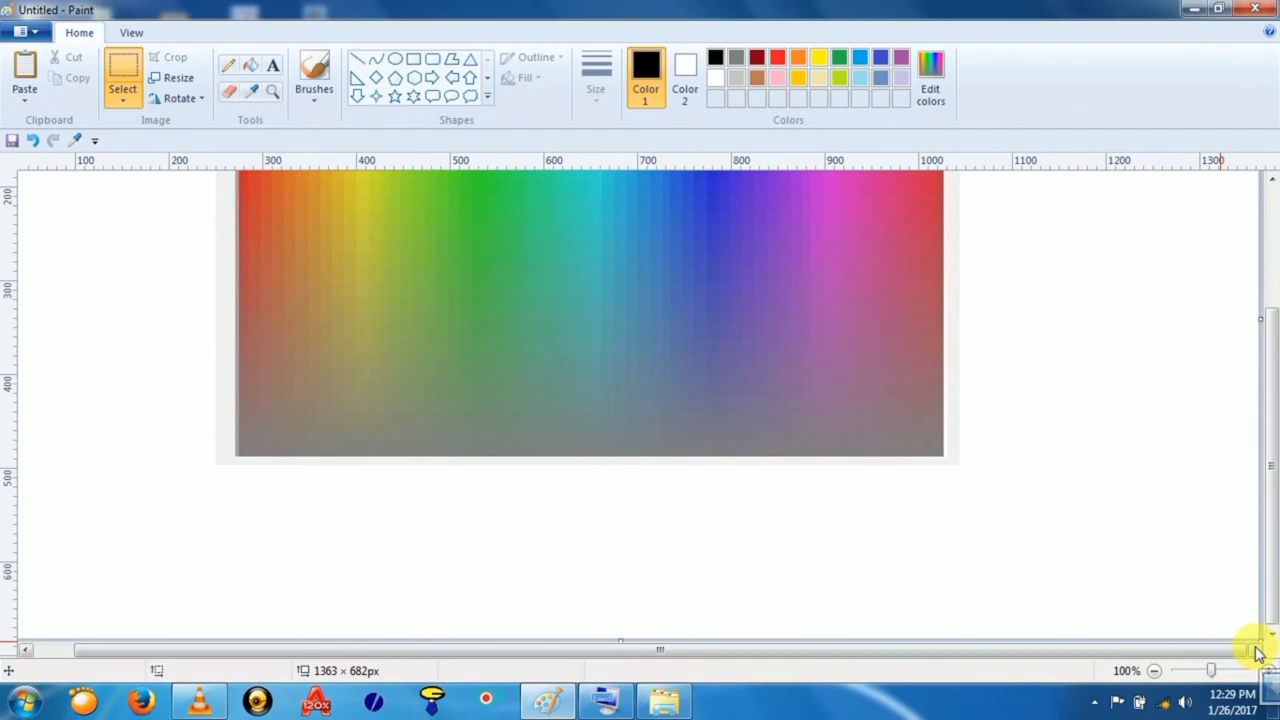 Untitled - Paint
Home View
Paste
Cut
Copy
Clipboard
Select
Crop
Resize
Rotate
Image
Tools
Brushes
Outline
Fill
Shapes
Size
Color 1
Color 2
Edit colors
Colors
100 200 300 400 500 600 700 800 900 1000 1100 1200 1300
200
300
400
500
600
1363 × 682px
100%
120%
12:29 PM
1/26/2017